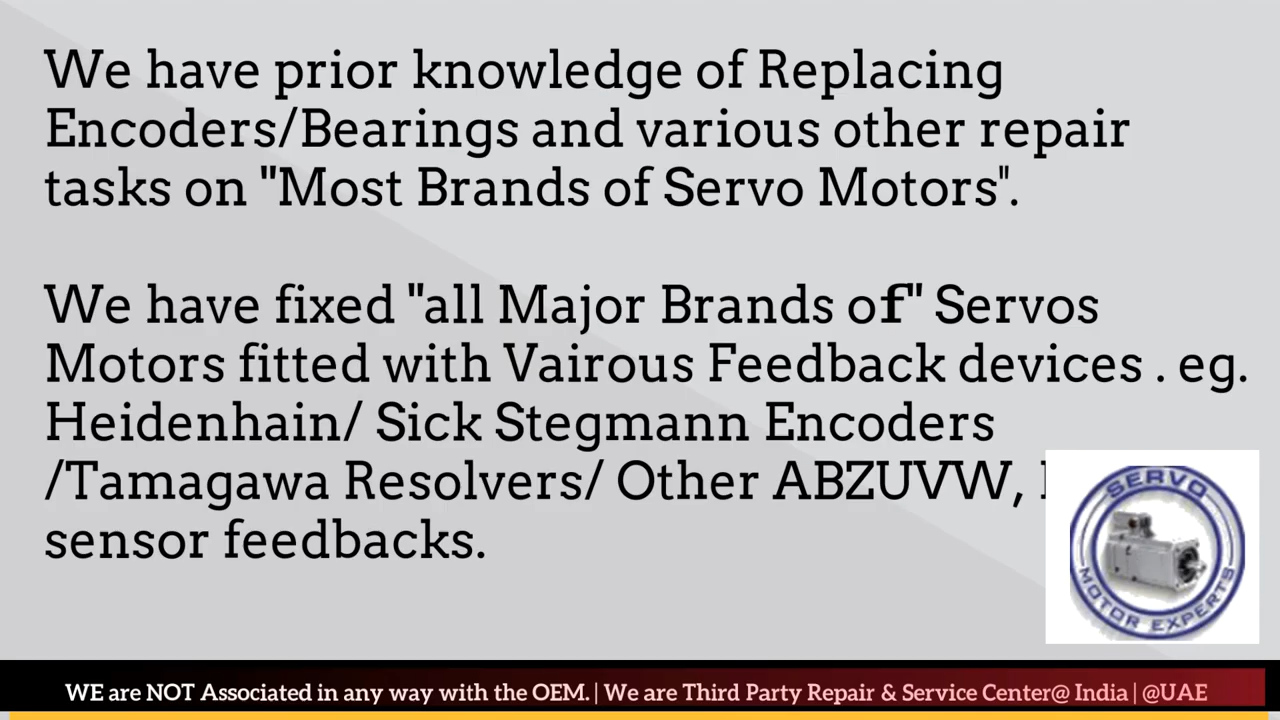 We have prior knowledge of Replacing
Encoders/Bearings and various other repair
tasks on "Most Brands of Servo Motors".
We have fixed "all Major Brands of" Servos
Motors fitted with Vairous Feedback devices . eg.
Heidenhain/ Sick Stegmann Encoders
/Tamagawa Resolvers/ Other ABZUVW,
sensor feedbacks.
SERVO
MOTOR EXPERTS
WE are NOT Associated in any way with the OEM. | We are Third Party Repair & Service Center@ India | @UAE